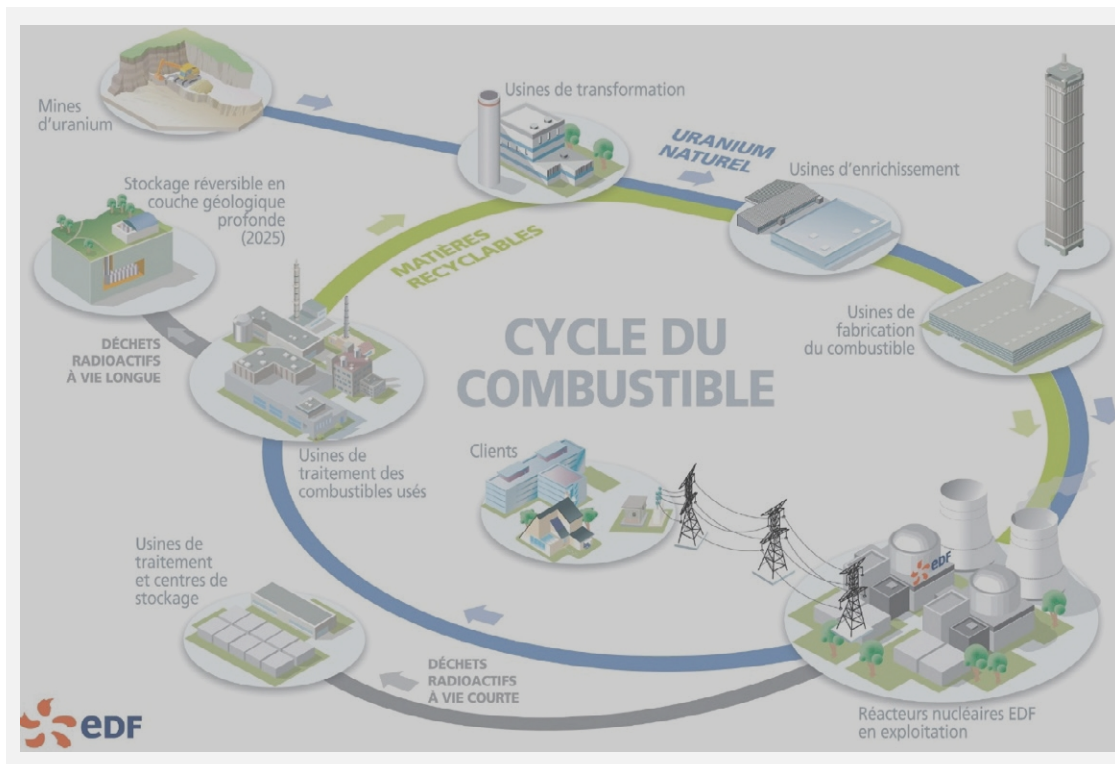 Usines de transformation
Mines
d'uranium
URANIUM
NATUREL
Usines d'enrichissement
Stockage réversible en
couche géologique
profonde
(2025)
MATIÈRES
RECYCLABLES
Usines de
fabrication
du combustible
DÉCHETS
RADIOACTIFS
À VIE LONGUE
CYCLE DU
COMBUSTIBLE
Usines de
traitement des
combustibles usés
Clients
Usines de
traitement
et centres de
stockage
eDF
DÉCHETS
RADIOACTIFS
À VIE COURTE
Réacteurs nucléaires EDF
en exploitation
eDF